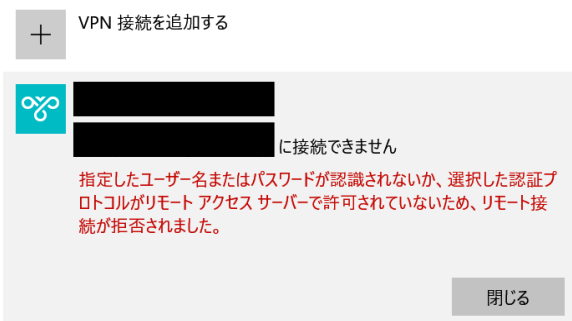 VPN 接続を追加する
に接続できません
指定したユーザー名またはパスワードが認識されないか、選択した認証プ
ロトコルがリモート アクセス サーバーで許可されていないため、リモート接
続が拒否されました。
閉じる